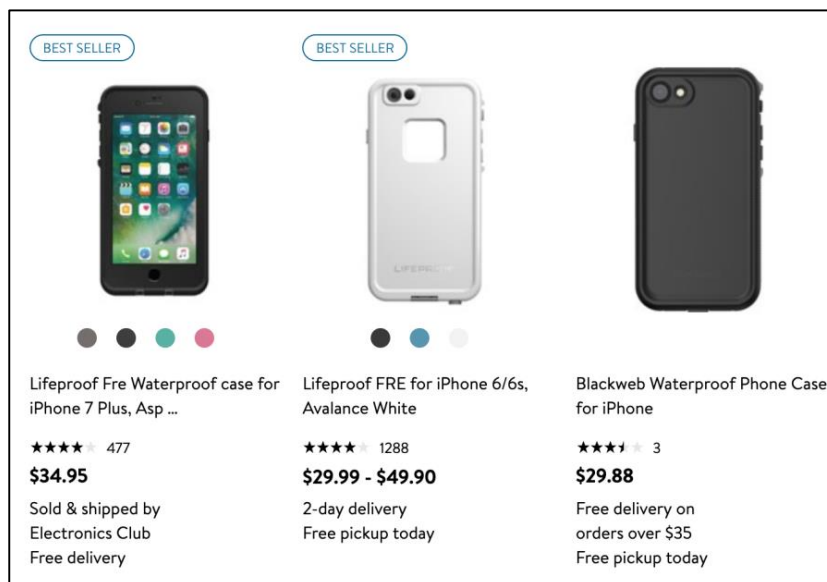 BEST SELLER
BEST SELLER
Lifeproof Fre Waterproof case for
iPhone 7 Plus, Asp ...
477
$34.95
Sold & shipped by
Electronics Club
Free delivery
LIFEPROOF
Lifeproof FRE for iPhone 6/6s,
Avalance White
1288
$29.99 - $49.90
2-day delivery
Free pickup today
Blackweb Waterproof Phone Case
for iPhone
3
$29.88
Free delivery on
orders over $35
Free pickup today